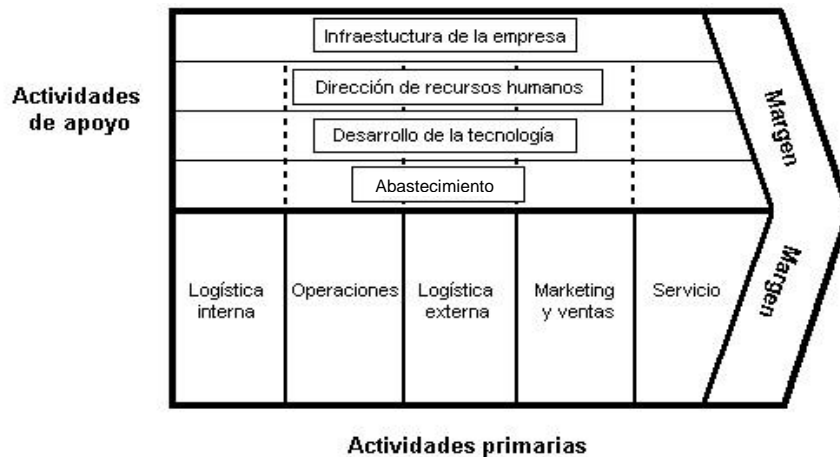 Infraestuctura de la empresa
Dirección de recursos humanos
Actividades
de apoyo
Desarrollo de la tecnología
Abastecimiento
Margen
Margen
Logística
interna
Operaciones
Logística
externa
Marketing
y ventas
Servicio
Actividades primarias